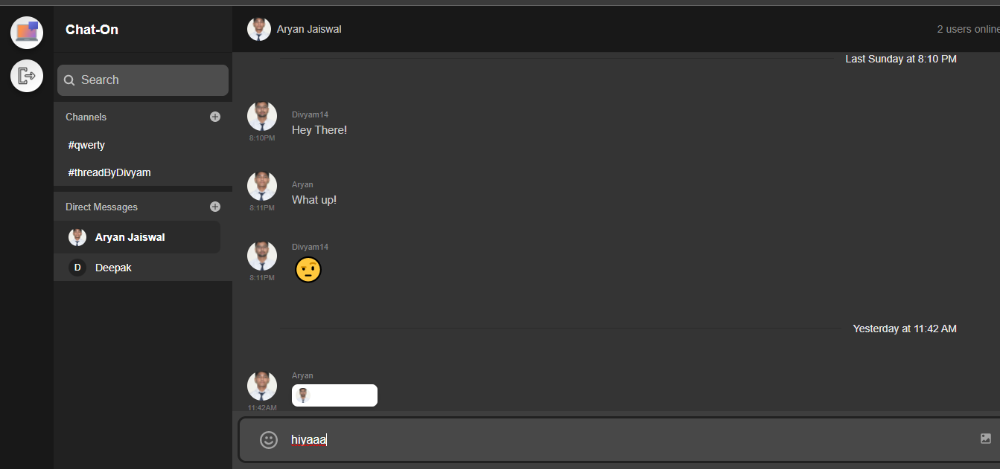 Chat-On
Search
Channels
#qwerty
#threadByDivyam
Direct Messages
Aryan Jaiswal
D Deepak
Aryan Jaiswal
2 users online
Last Sunday at 8:10 PM
Divyam14
Hey There!
8:10PM
Aryan
What up!
8:11PM
Divyam14
8:11PM
Yesterday at 11:42 AM
Aryan
11:42AM
hiyaaa